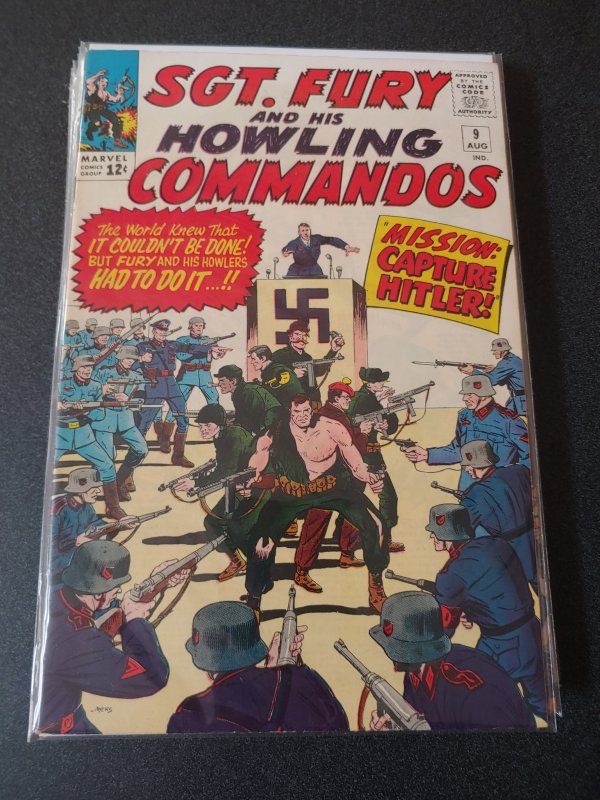 SGT. FURY
AND HIS
HOWLING
COMMANDOS
APPROVED
BY THE
COMICS
CODE
AUTHORITY
MARVEL
COMICS
GROUP
12¢
9
AUG
IND.
The World Knew That
IT COULDN'T BE DONE!
BUT FURY AND HIS HOWLERS
HAD TO DO IT...!!
"MISSION:
CAPTURE
HITLER!"
AYERS